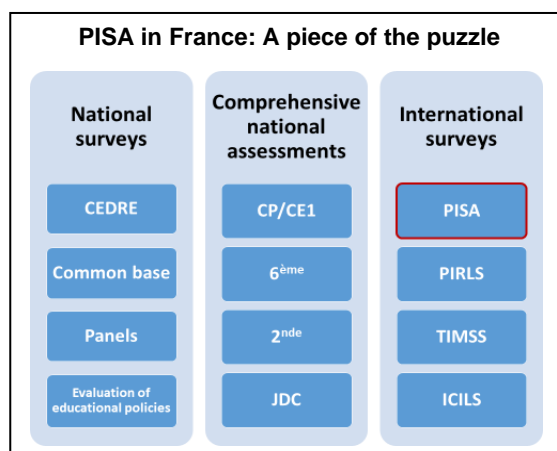 PISA in France: A piece of the puzzle
National
surveys
CEDRE
Common base
Panels
Evaluation of
educational policies
Comprehensive
national
assessments
CP/CE1
6ème
2nde
JDC
International
surveys
PISA
PIRLS
TIMSS
ICILS